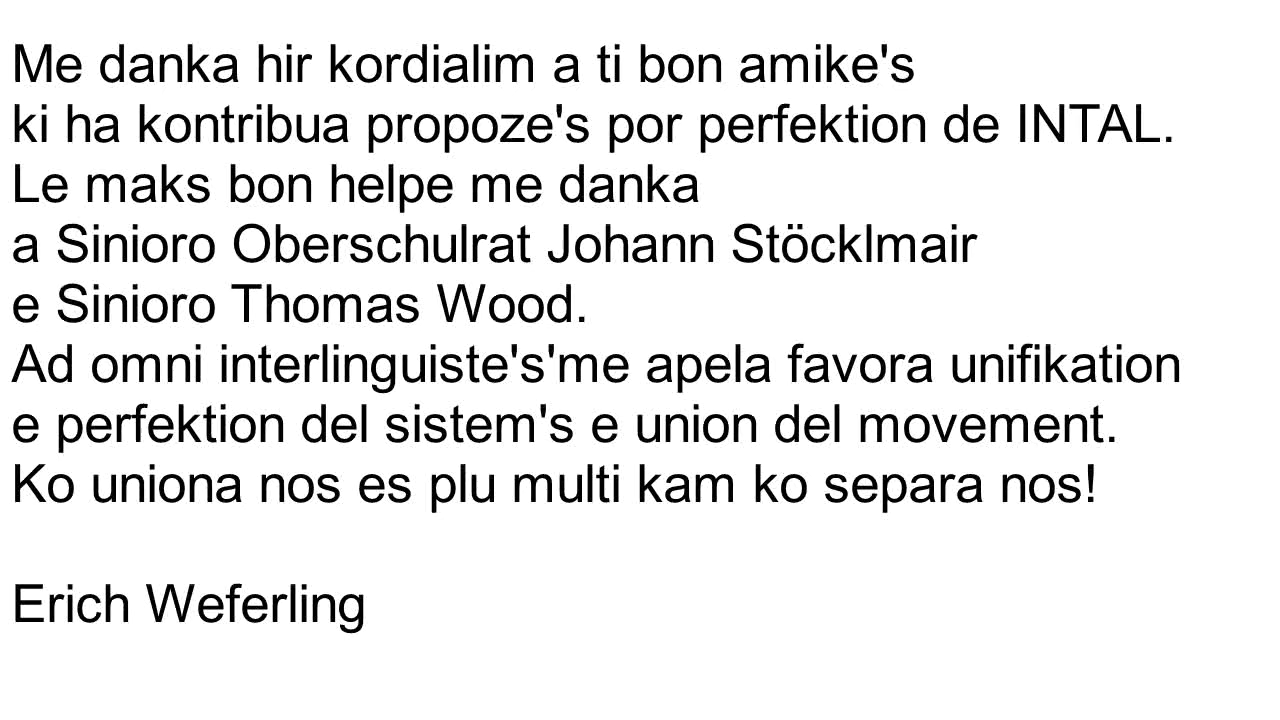 Me danka hir kordialim a ti bon amike's
ki ha kontribua propoze's por perfektion de INTAL.
Le maks bon helpe me danka
a Sinioro Oberschulrat Johann Stöcklmair
e Sinioro Thomas Wood.
Ad omni interlinguiste's'me apela favora unifikation
e perfektion del sistem's e union del movement.
Ko uniona nos es plu multi kam ko separa nos!
Erich Weferling